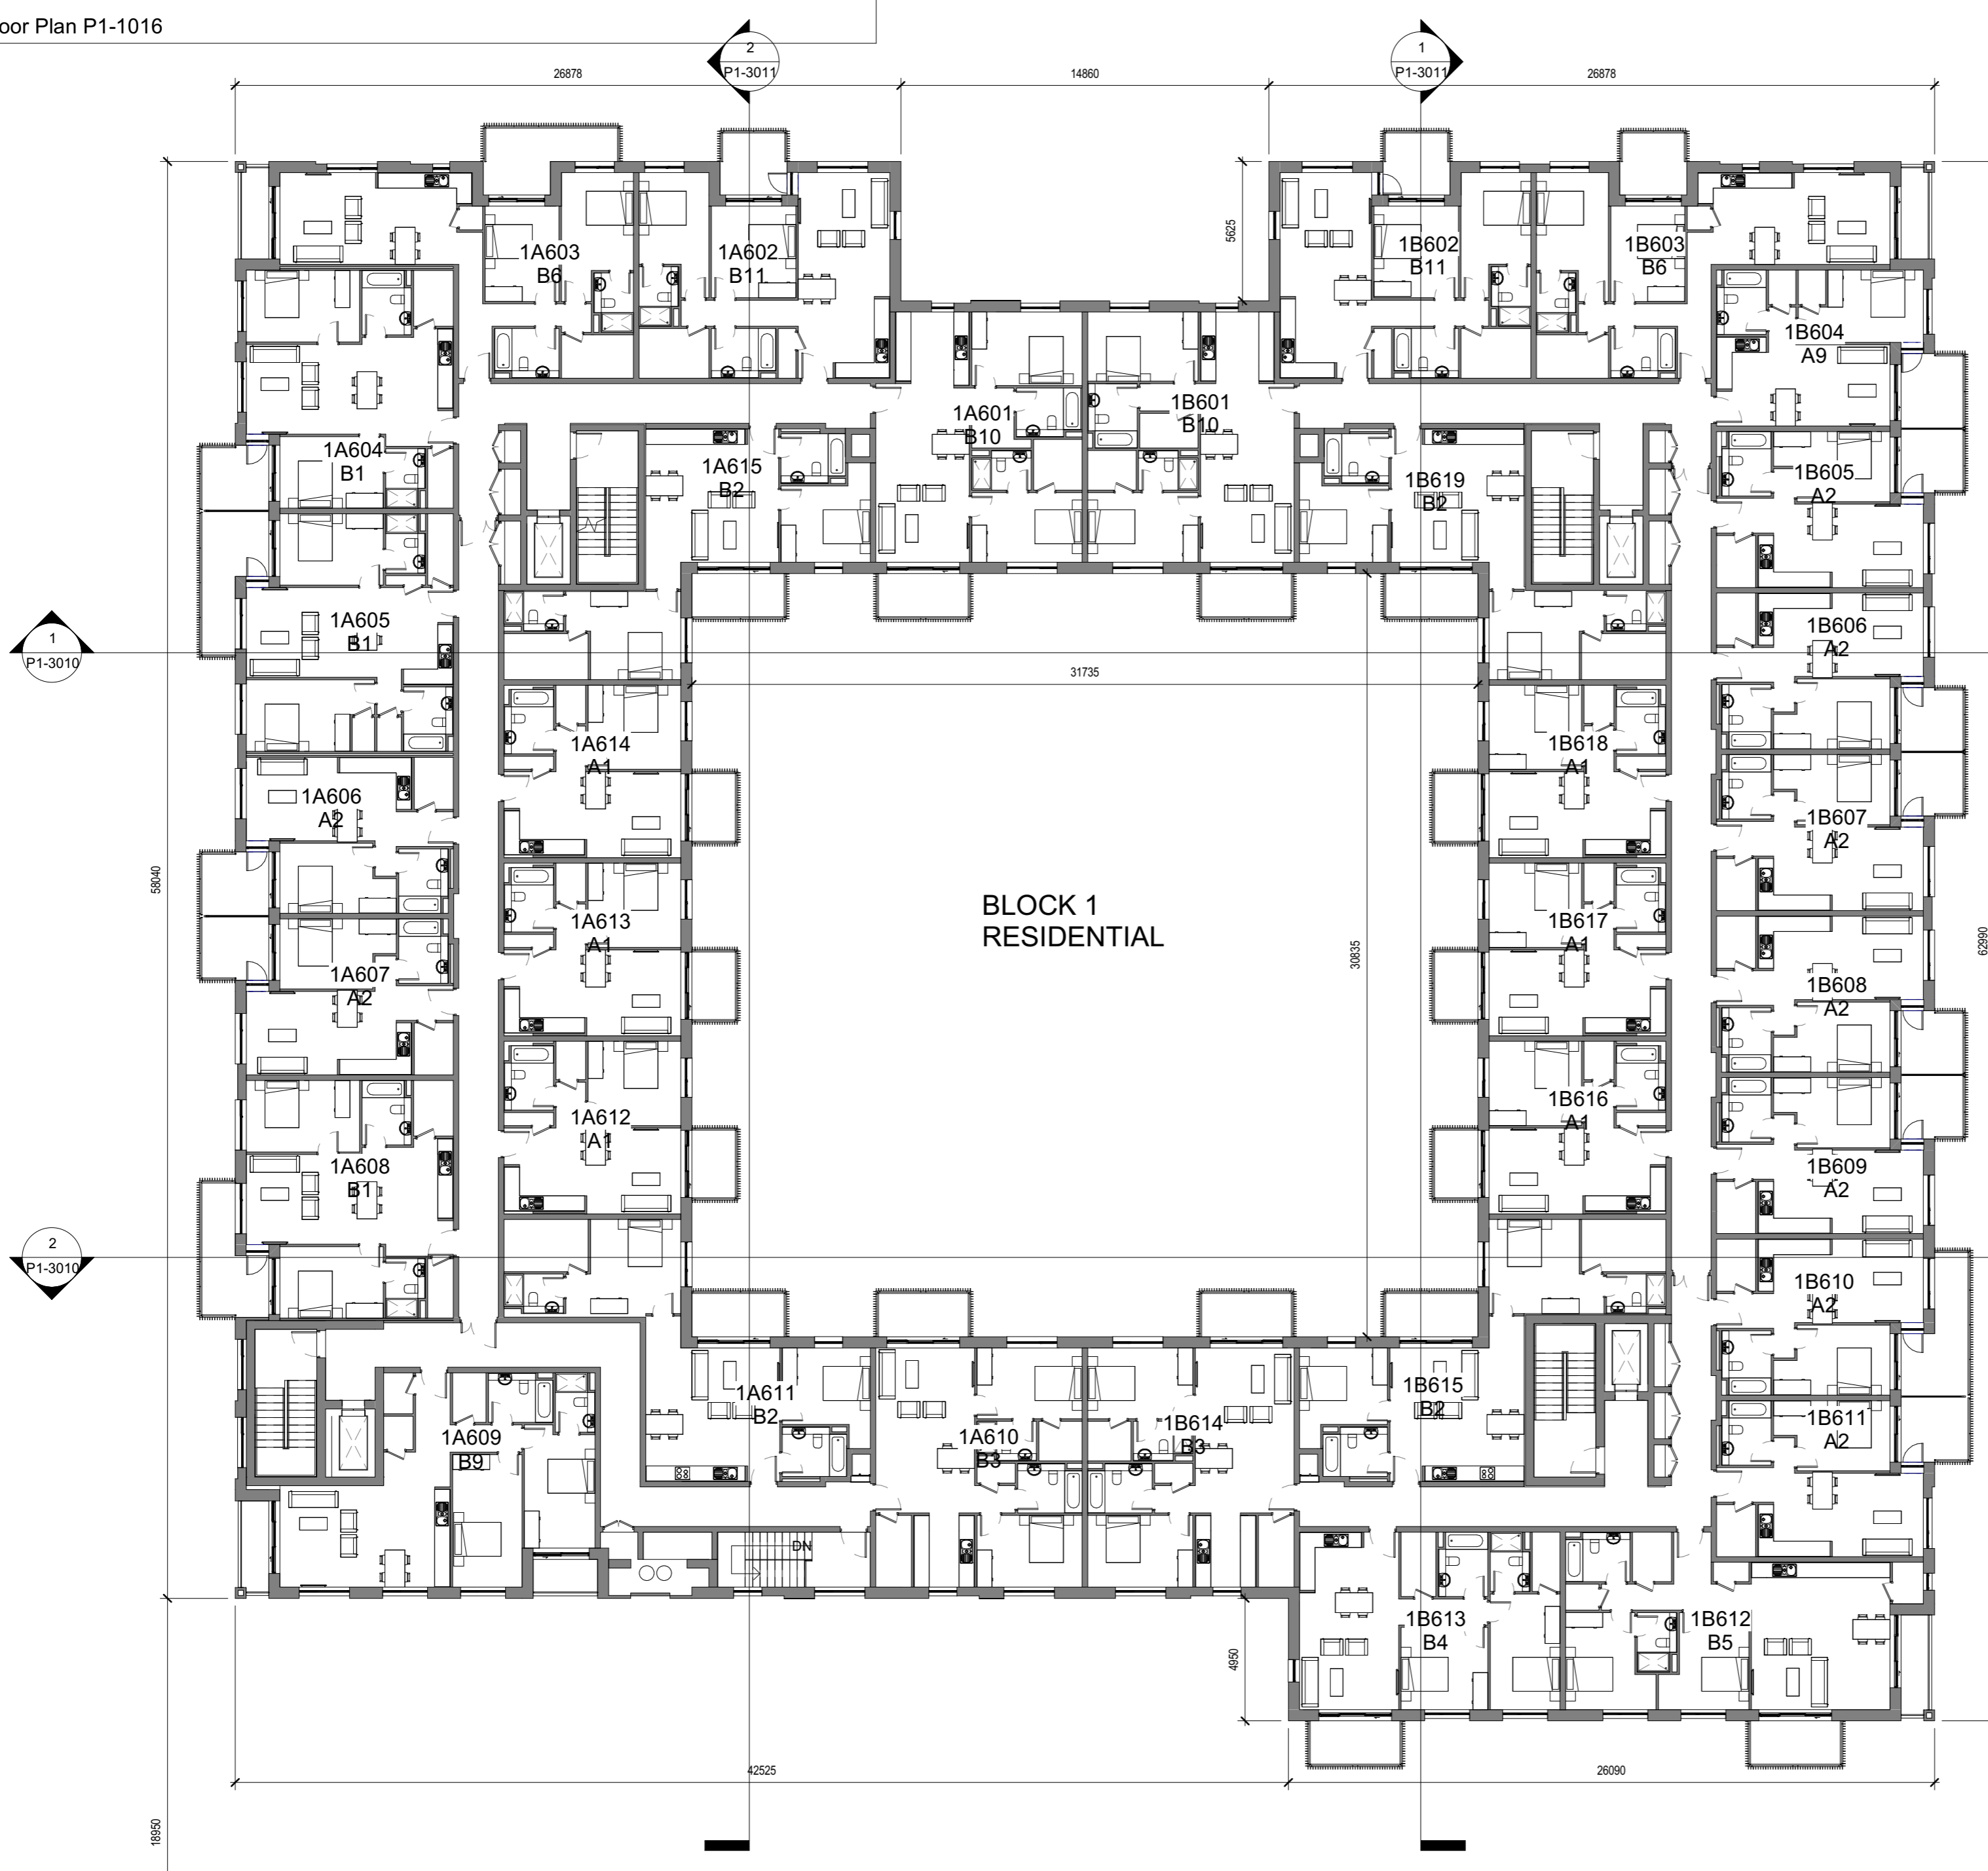 oor Plan P1-1016
2
P1-3011
1
P1-3011
26878
14860
26878
5625
1A603
B6
1A602
B11
1B602
B11
1B603
B6
1B604
A9
1A601
B10
1B601
B10
1A604
B1
1A615
B2
1B619
B2
1B605
A2
1
P1-3010
1A605
B1
1B606
A2
31735
1A614
A1
1B618
A1
1A606
A2
1B607
A2
58040
BLOCK 1
RESIDENTIAL
30835
62990
1A613
A1
1B617
A1
1A607
A2
1B608
A2
1A612
A1
1B616
A1
1A608
B1
1B609
A2
2
P1-3010
1B610
A2
1A611
B2
1B615
B2
1B611
A2
1A609
B9
1A610
B3
1B614
B3
DN
1B613
B4
1B612
B5
4950
42525
26090
18950